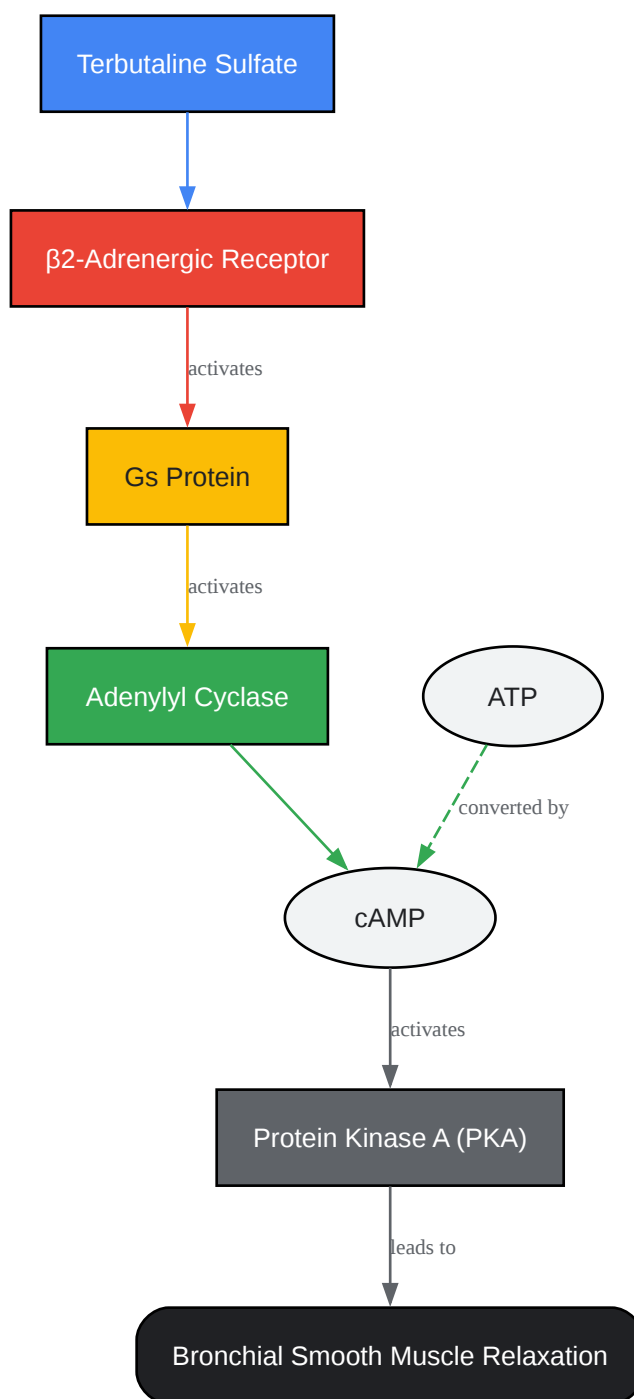 Terbutaline Sulfate
β2-Adrenergic Receptor
activates
Gs Protein
activates
Adenylyl Cyclase
ATP
converted by
cAMP
activates
Protein Kinase A (PKA)
leads to
Bronchial Smooth Muscle Relaxation